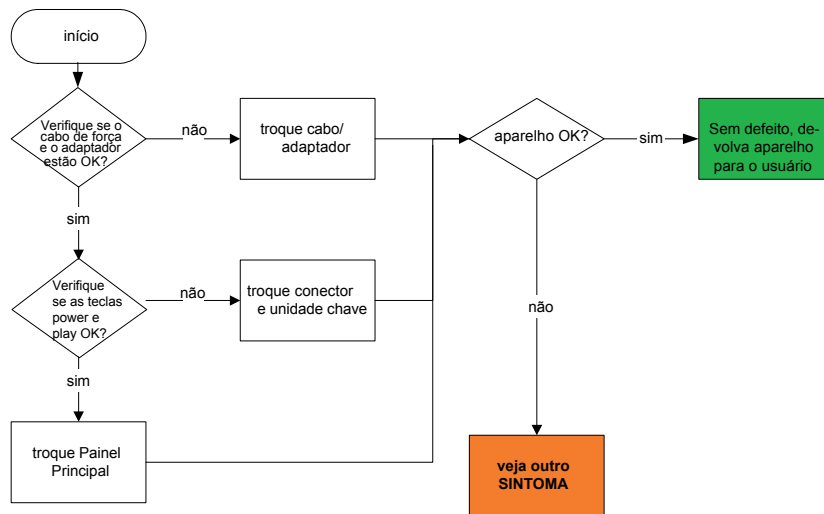 início
Verifique se o
cabo de força
e o adaptador
estão OK?
não
troque cabo/
adaptador
aparelho OK?
sim
Sem defeito, de-
volva aparelho
para o usuário
sim
Verifique
se as teclas
power e
play OK?
não
troque conector
e unidade chave
não
sim
troque Painel
Principal
veja outro
SINTOMA